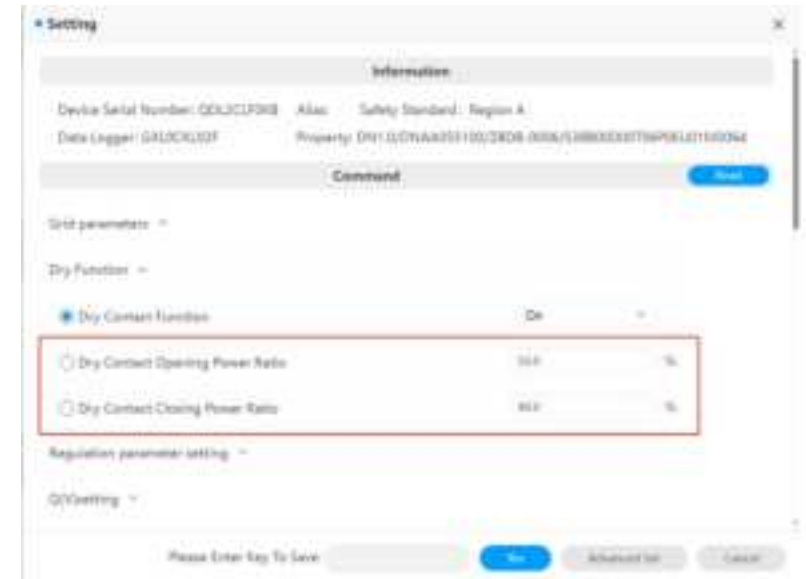 Setting
Information
Device Serial Number: Alias: Safety Standard: Region A
Data Logger: Property:
Command Read
Grid parameters
Dry Function
Dry Contact Function On
Dry Contact Opening Power Ratio %
Dry Contact Closing Power Ratio %
Regulation parameter setting
Q(V)setting
Please Enter Key To Save Yes Advanced Set Cancel